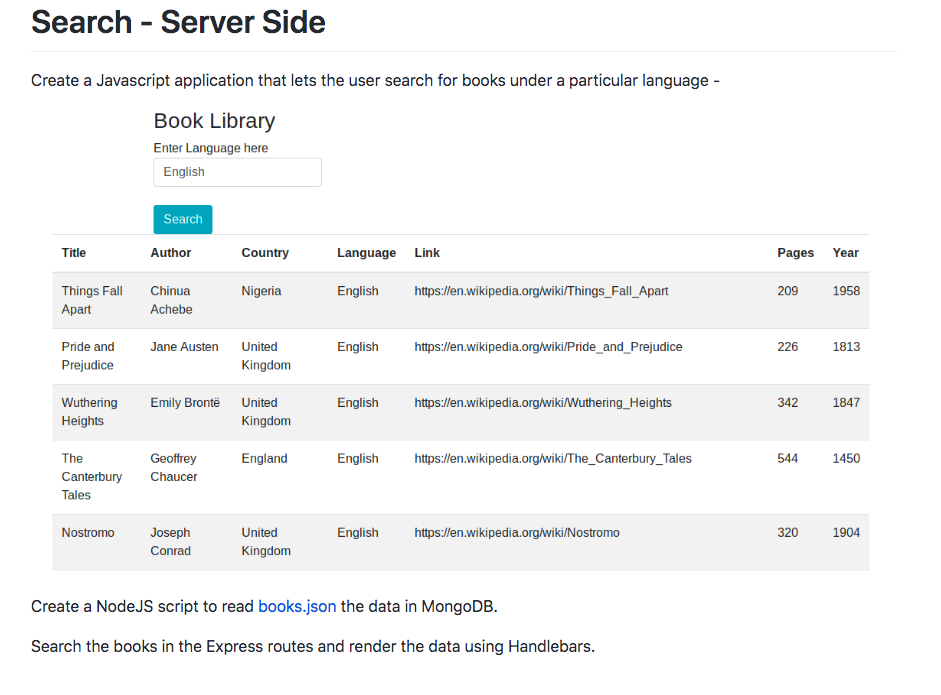 Search - Server Side
Create a Javascript application that lets the user search for books under a particular language -
Book Library
Enter Language here
English
Search
Title Author Country Language Link Pages Year
Things Fall Chinua Nigeria English https://en.wikipedia.org/wiki/Things_Fall_Apart 209 1958
Apart Achebe
Pride and Jane Austen United English https://en.wikipedia.org/wiki/Pride_and_Prejudice 226 1813
Prejudice Kingdom
Wuthering Emily Brontë United English https://en.wikipedia.org/wiki/Wuthering_Heights 342 1847
Heights Kingdom
The Geoffrey England English https://en.wikipedia.org/wiki/The_Canterbury_Tales 544 1450
Canterbury Chaucer
Tales
Nostromo Joseph United English https://en.wikipedia.org/wiki/Nostromo 320 1904
Conrad Kingdom
Create a NodeJS script to read books.json the data in MongoDB.
Search the books in the Express routes and render the data using Handlebars.